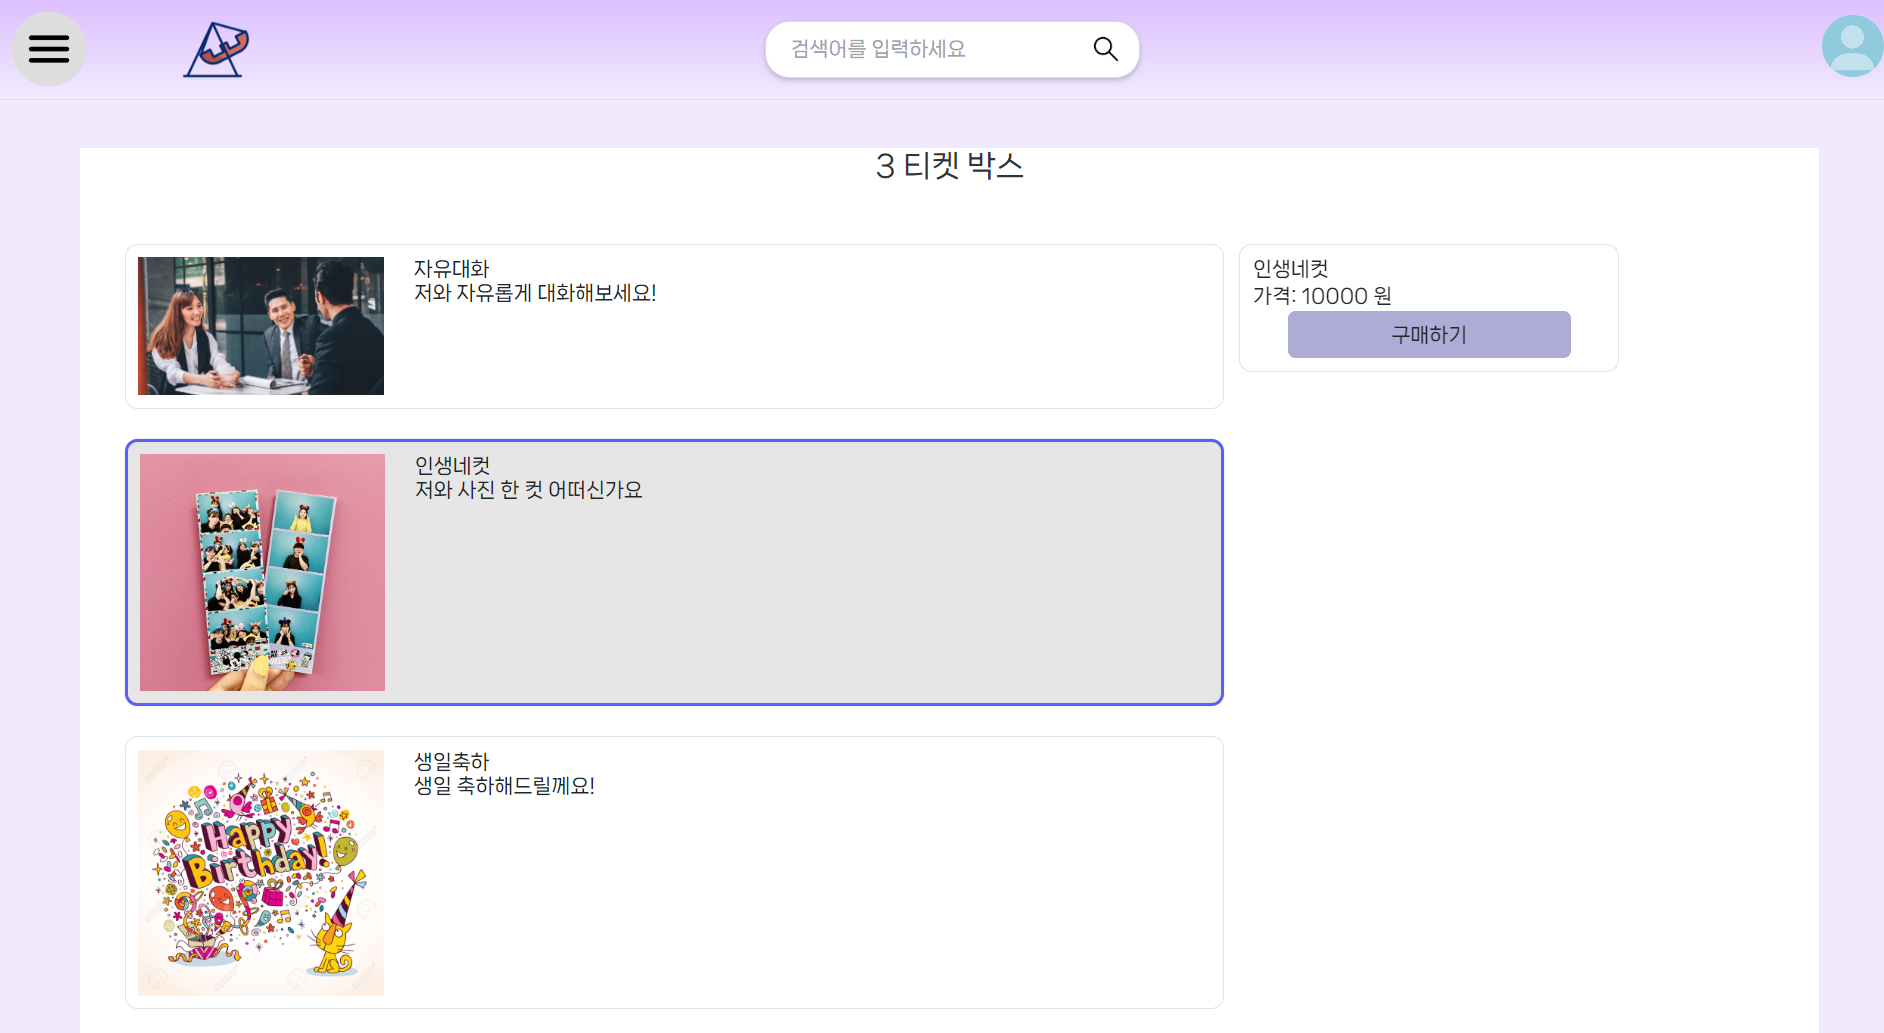 검색어를 입력하세요
3 티켓 박스
자유대화
저와 자유롭게 대화해보세요!
인생네컷
가격: 10000 원
구매하기
인생네컷
저와 사진 한 컷 어떠신가요
생일축하
생일 축하해드릴께요!
Happy
Birthday!